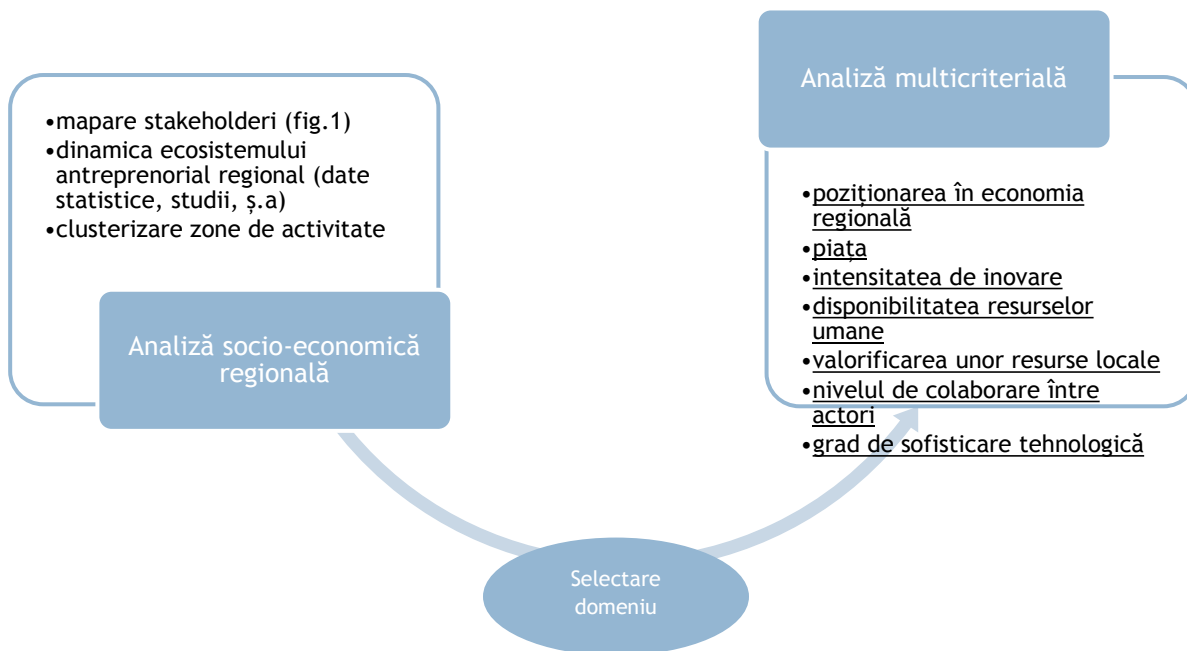 •mapare stakeholderi (fig.1)
•dinamica ecosistemului
antreprenorial regional (date
statistice, studii, ș.a)
•clusterizare zone de activitate
Analiză socio-economică
regională
Analiză multicriterială
•poziționarea în economia
regională
•piața
•intensitatea de inovare
•disponibilitatea resurselor
umane
•valorificarea unor resurse locale
•nivelul de colaborare între
actori
•grad de sofisticare tehnologică
Selectare
domeniu